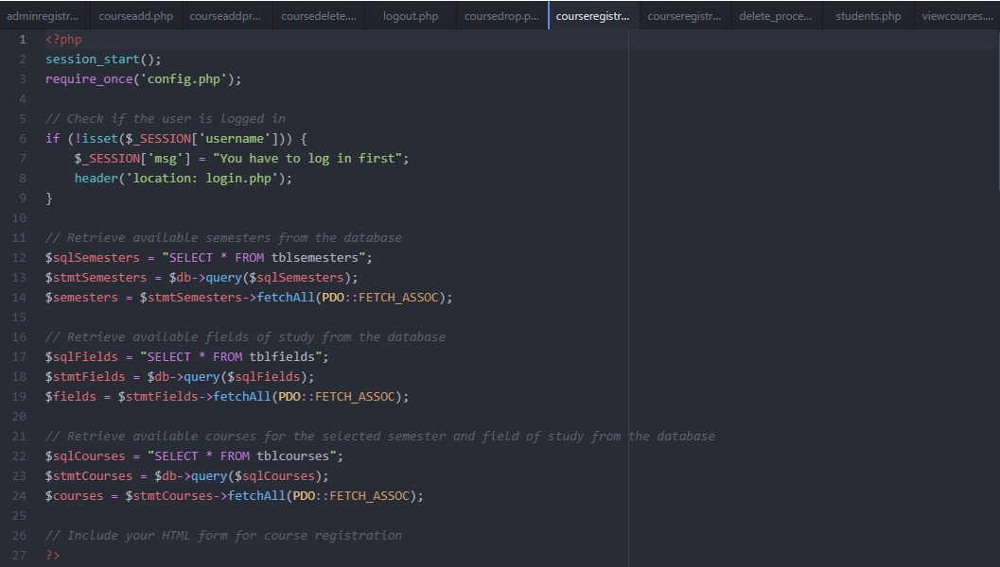 adminregistr... courseadd.php courseaddpr... coursedelete.... logout.php coursedrop.p... courseregistr... courseregistr... delete_proce... students.php viewcourses....
1 <?php
2 session_start();
3 require_once('config.php');
4
5 // Check if the user is logged in
6 if (!isset($_SESSION['username'])) {
7 $_SESSION['msg'] = "You have to log in first";
8 header('location: login.php');
9 }
10
11 // Retrieve available semesters from the database
12 $sqlSemesters = "SELECT * FROM tblsemesters";
13 $stmtSemesters = $db->query($sqlSemesters);
14 $semesters = $stmtSemesters->fetchAll(PDO::FETCH_ASSOC);
15
16 // Retrieve available fields of study from the database
17 $sqlFields = "SELECT * FROM tblfields";
18 $stmtFields = $db->query($sqlFields);
19 $fields = $stmtFields->fetchAll(PDO::FETCH_ASSOC);
20
21 // Retrieve available courses for the selected semester and field of study from the database
22 $sqlCourses = "SELECT * FROM tblcourses";
23 $stmtCourses = $db->query($sqlCourses);
24 $courses = $stmtCourses->fetchAll(PDO::FETCH_ASSOC);
25
26 // Include your HTML form for course registration
27 ?>